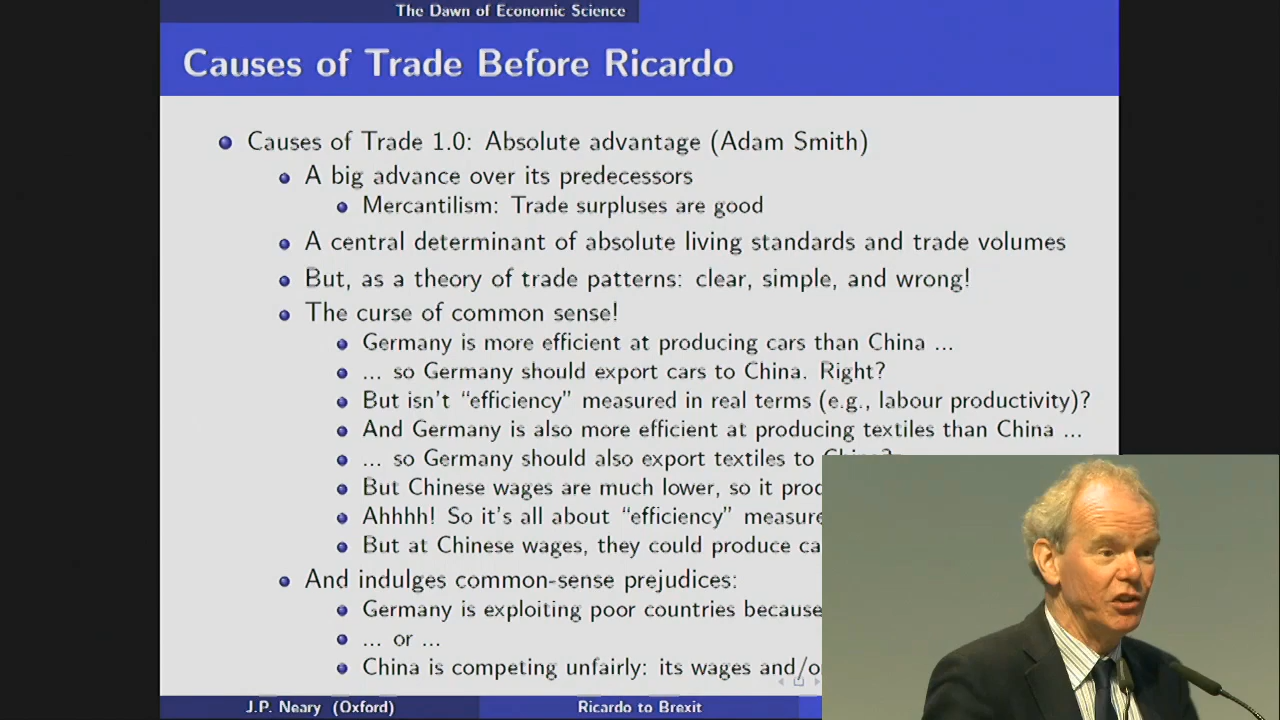 The Dawn of Economic Science
Causes of Trade Before Ricardo
Causes of Trade 1.0: Absolute advantage (Adam Smith)
A big advance over its predecessors
Mercantilism: Trade surpluses are good
A central determinant of absolute living standards and trade volumes
But, as a theory of trade patterns: clear, simple, and wrong!
The curse of common sense!
Germany is more efficient at producing cars than China ...
... so Germany should export cars to China. Right?
But isn't "efficiency" measured in real terms (e.g., labour productivity)?
And Germany is also more efficient at producing textiles than China ...
... so Germany should also export textiles to China?
But Chinese wages are much lower, so it
Ahhhh! So it's all about "efficiency"
But at Chinese wages, they could produce
And indulges common-sense prejudices:
Germany is exploiting poor countries because
... or ...
China is competing unfairly: its wages
J.P. Neary (Oxford)
Ricardo to Brexit